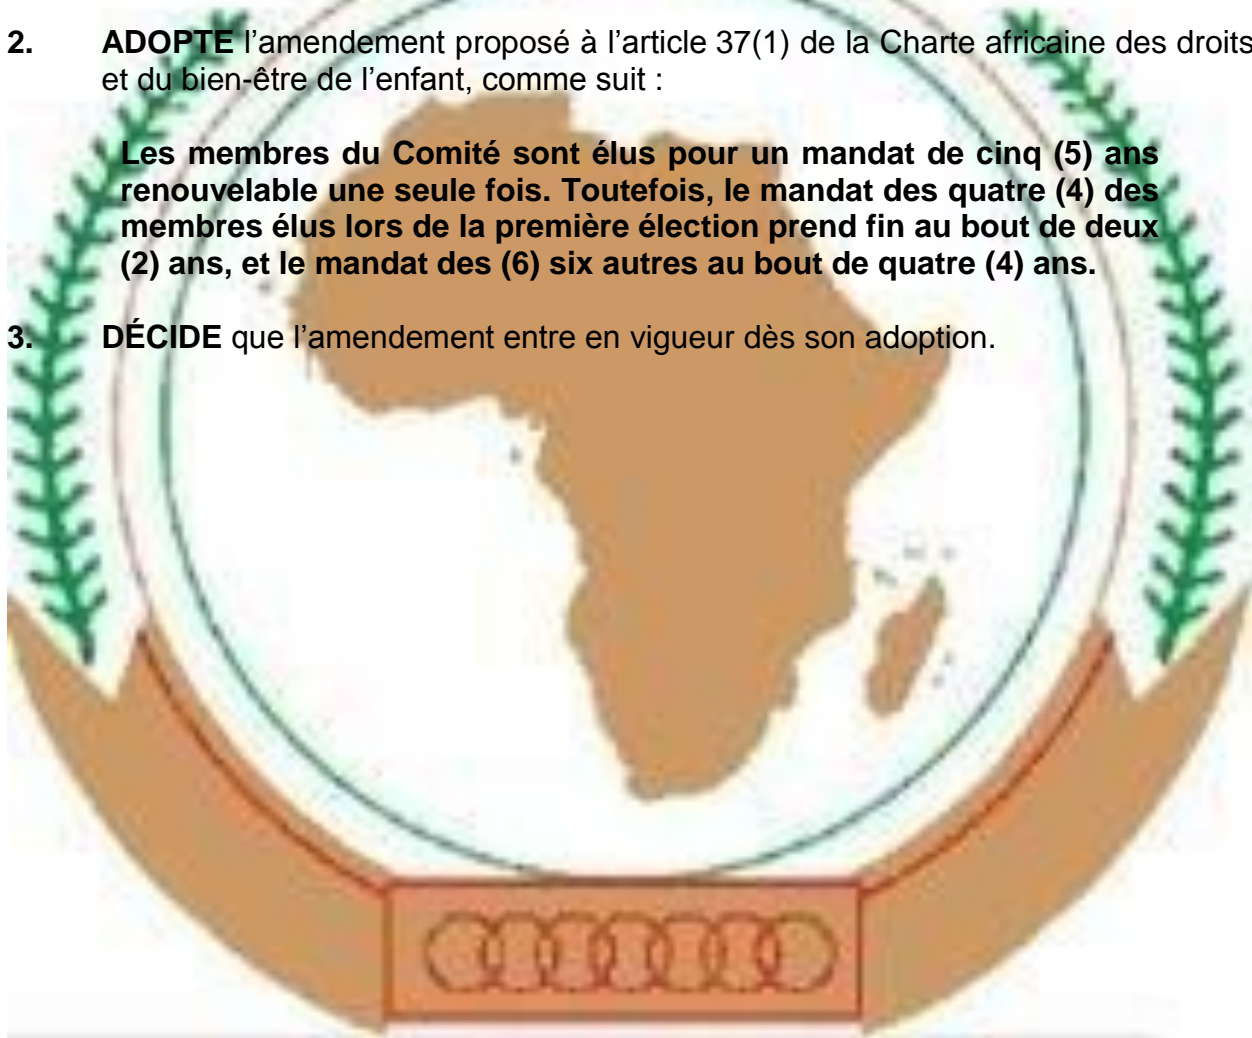 2. ADOPTE l’amendement proposé à l’article 37(1) de la Charte africaine des droits
et du bien-être de l’enfant, comme suit :
Les membres du Comité sont élus pour un mandat de cinq (5) ans
renouvelable une seule fois. Toutefois, le mandat des quatre (4) des
membres élus lors de la première élection prend fin au bout de deux
(2) ans, et le mandat des (6) six autres au bout de quatre (4) ans.
3. DÉCIDE que l’amendement entre en vigueur dès son adoption.